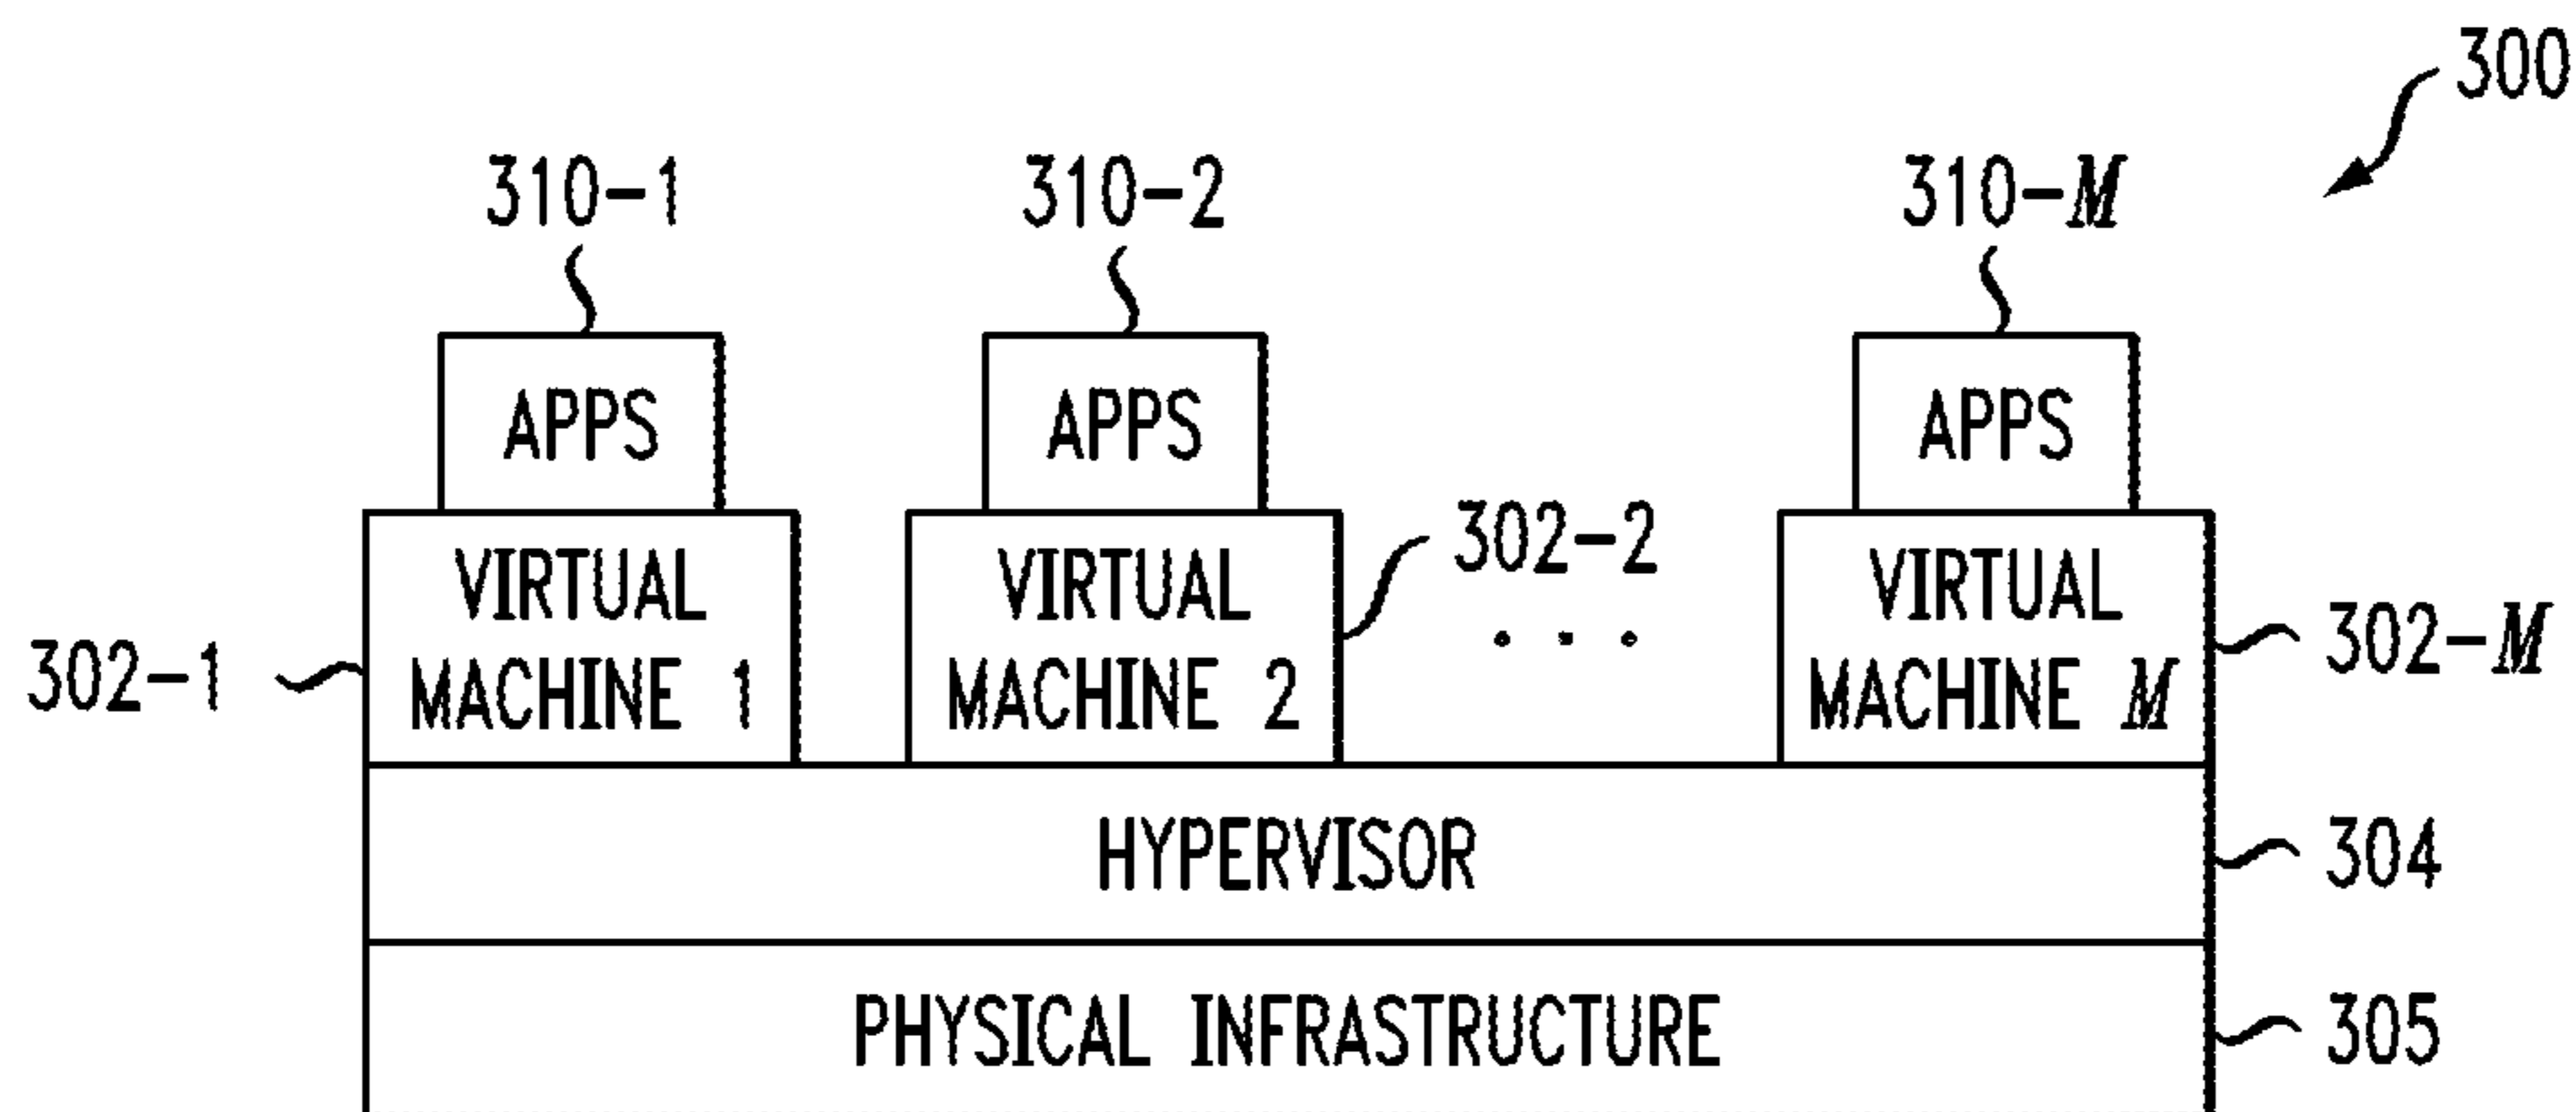 300
310-1
310-2
310-M
APPS
APPS
APPS
302-2
VIRTUAL
MACHINE 1
VIRTUAL
MACHINE 2
. . .
VIRTUAL
MACHINE M
302-1
302-M
HYPERVISOR
304
PHYSICAL INFRASTRUCTURE
305